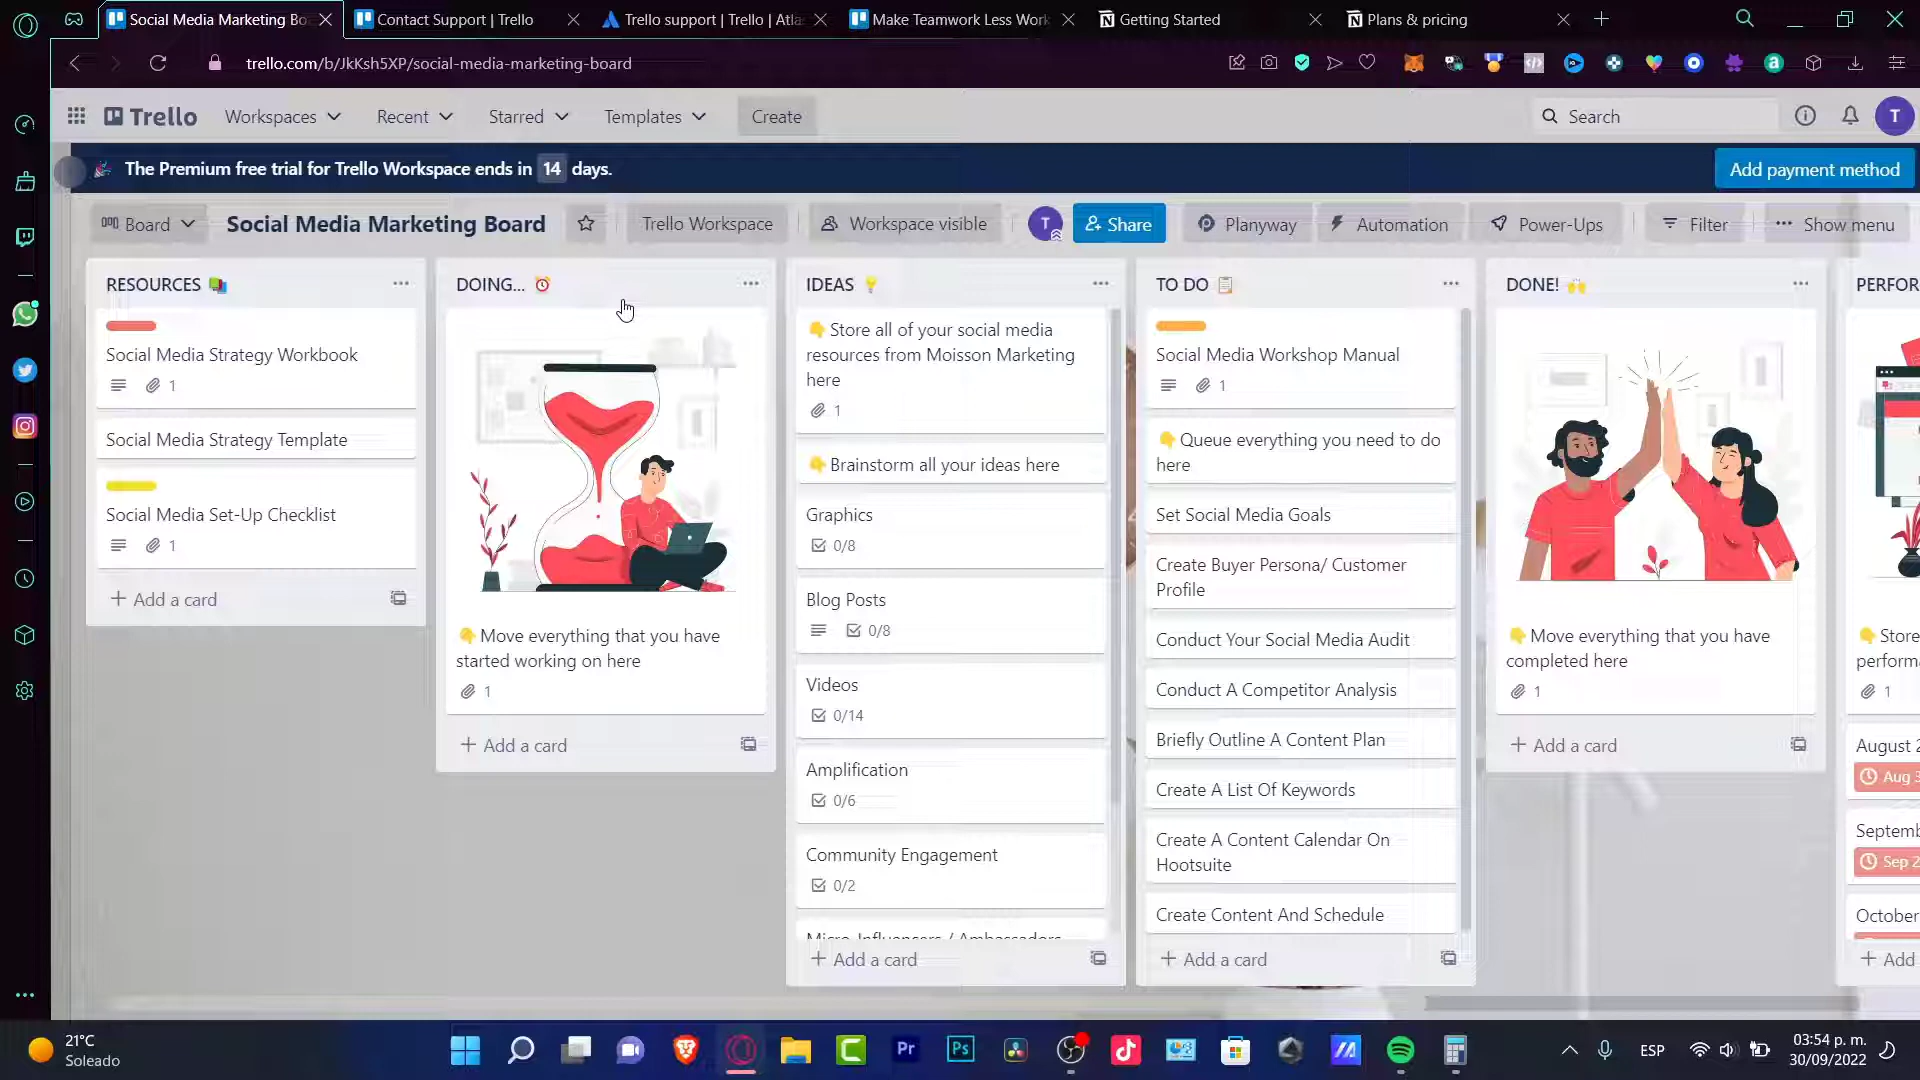 Social Media Marketing Bo
Contact Support | Trello
Trello support | Trello | Atla
Make Teamwork Less Work
Getting Started
Plans & pricing
trello.com/b/JkKsh5XP/social-media-marketing-board
Trello
Workspaces
Recent
Starred
Templates
Create
Search
T
The Premium free trial for Trello Workspace ends in 14 days.
Add payment method
Board
Social Media Marketing Board
Trello Workspace
Workspace visible
T
Share
Planyway
Automation
Power-Ups
Filter
Show menu
RESOURCES
Social Media Strategy Workbook
1
Social Media Strategy Template
Social Media Set-Up Checklist
1
+ Add a card
DOING...
Move everything that you have
started working on here
1
+ Add a card
IDEAS
Store all of your social media
resources from Moisson Marketing
here
1
Brainstorm all your ideas here
Graphics
0/8
Blog Posts
0/8
Videos
0/14
Amplification
0/6
Community Engagement
0/2
Micro-Influencers / Ambassadors
+ Add a card
TO DO
Social Media Workshop Manual
1
Queue everything you need to do
here
Set Social Media Goals
Create Buyer Persona/ Customer
Profile
Conduct Your Social Media Audit
Conduct A Competitor Analysis
Briefly Outline A Content Plan
Create A List Of Keywords
Create A Content Calendar On
Hootsuite
Create Content And Schedule
+ Add a card
DONE!
Move everything that you have
completed here
1
+ Add a card
PERFOR
Store
performa
1
August 2
Aug 3
Septemb
Sep 2
October
+ Add
21°C
Soleado
Pr
Ps
ESP
03:54 p. m.
30/09/2022